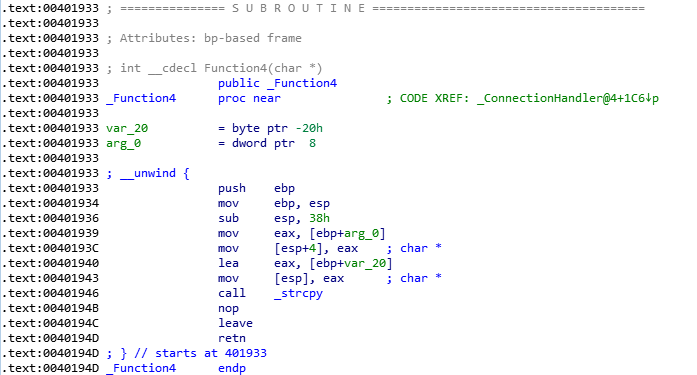 .text:00401933 ; =============== S U B R O U T I N E =======================================
.text:00401933
.text:00401933 ; Attributes: bp-based frame
.text:00401933
.text:00401933 ; int __cdecl Function4(char *)
.text:00401933                 public _Function4
.text:00401933 _Function4      proc near               ; CODE XREF: _ConnectionHandler@4+1C6↓p
.text:00401933
.text:00401933 var_20          = byte ptr -20h
.text:00401933 arg_0           = dword ptr  8
.text:00401933
.text:00401933 ; __unwind {
.text:00401933                 push    ebp
.text:00401934                 mov     ebp, esp
.text:00401936                 sub     esp, 38h
.text:00401939                 mov     eax, [ebp+arg_0]
.text:0040193C                 mov     [esp+4], eax    ; char *
.text:00401940                 lea     eax, [ebp+var_20]
.text:00401943                 mov     [esp], eax      ; char *
.text:00401946                 call    _strcpy
.text:0040194B                 nop
.text:0040194C                 leave
.text:0040194D                 retn
.text:0040194D ; } // starts at 401933
.text:0040194D _Function4      endp